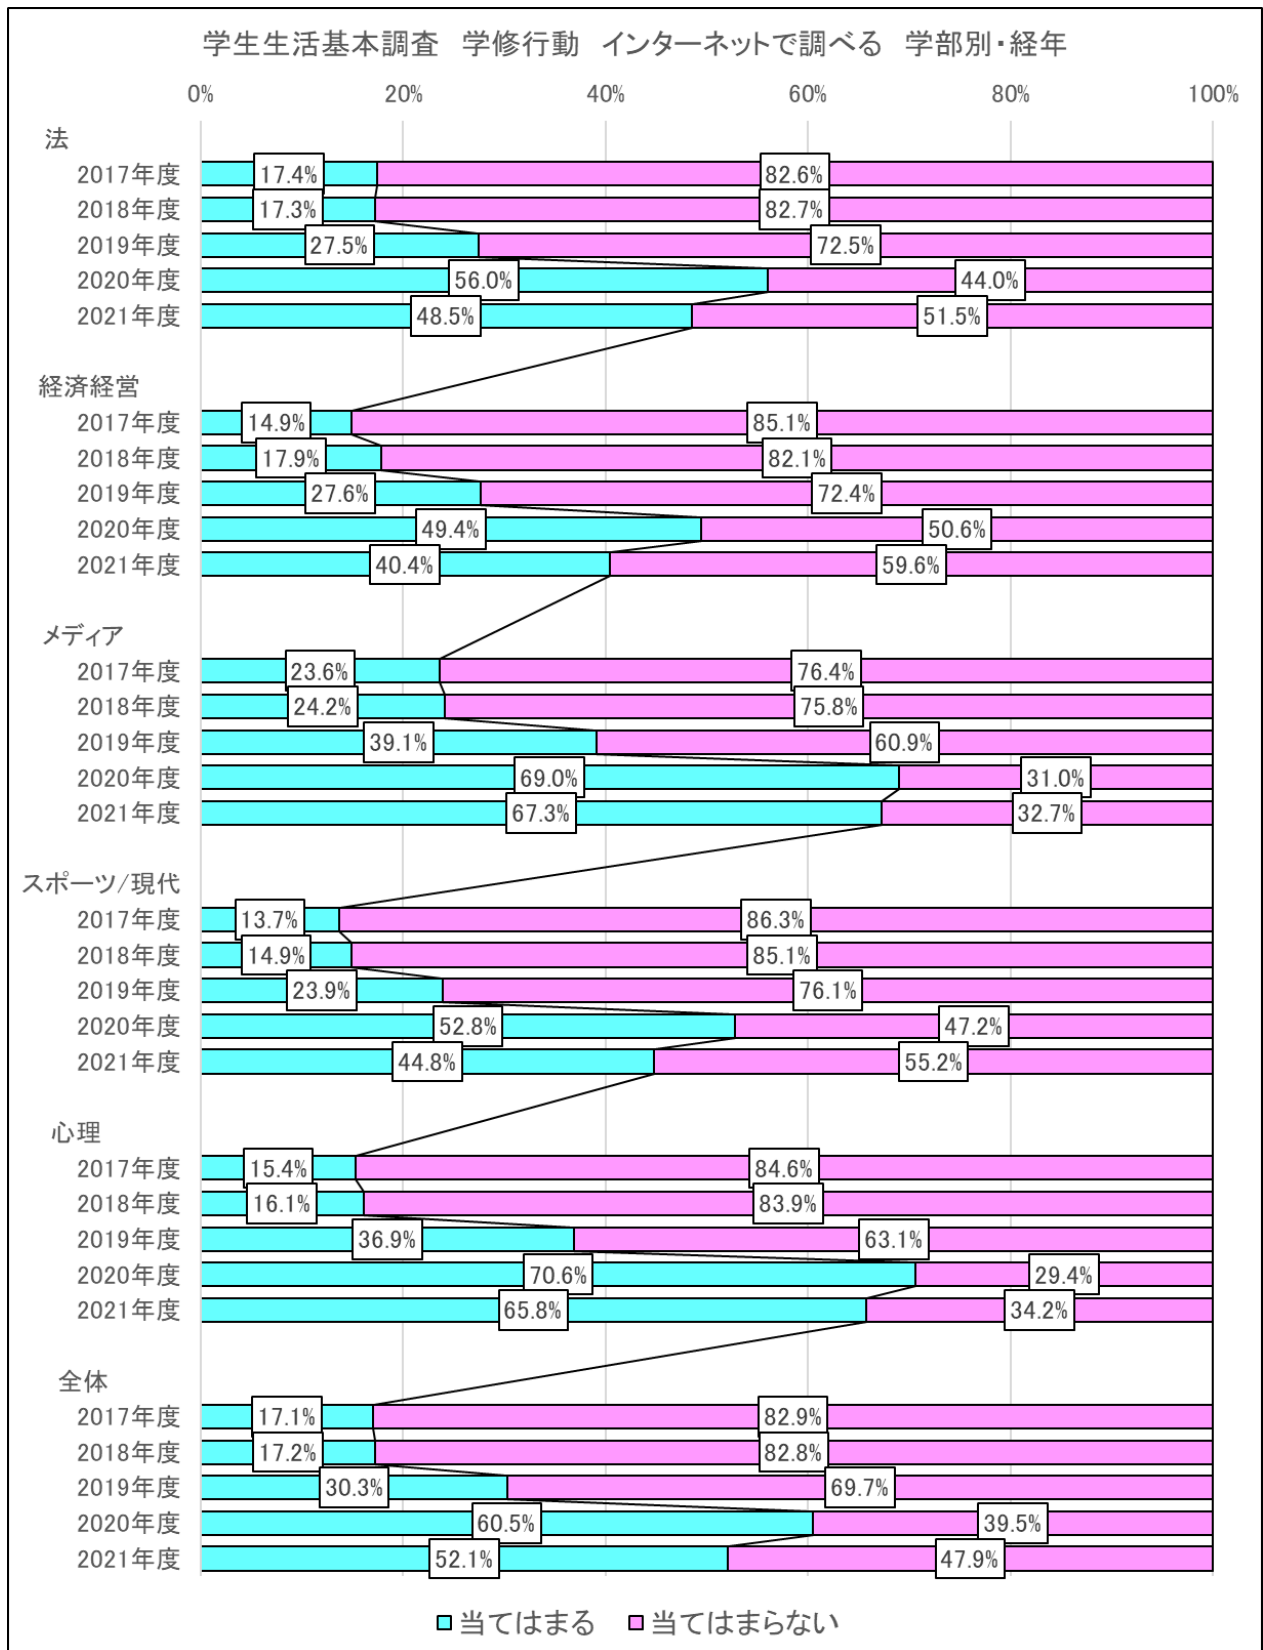 学生生活基本調査　学修行動　インターネットで調べる　学部別・経年
0% 20% 40% 60% 80% 100%
法
2017年度 17.4% 82.6%
2018年度 17.3% 82.7%
2019年度 27.5% 72.5%
2020年度 56.0% 44.0%
2021年度 48.5% 51.5%
経済経営
2017年度 14.9% 85.1%
2018年度 17.9% 82.1%
2019年度 27.6% 72.4%
2020年度 49.4% 50.6%
2021年度 40.4% 59.6%
メディア
2017年度 23.6% 76.4%
2018年度 24.2% 75.8%
2019年度 39.1% 60.9%
2020年度 69.0% 31.0%
2021年度 67.3% 32.7%
スポーツ/現代
2017年度 13.7% 86.3%
2018年度 14.9% 85.1%
2019年度 23.9% 76.1%
2020年度 52.8% 47.2%
2021年度 44.8% 55.2%
心理
2017年度 15.4% 84.6%
2018年度 16.1% 83.9%
2019年度 36.9% 63.1%
2020年度 70.6% 29.4%
2021年度 65.8% 34.2%
全体
2017年度 17.1% 82.9%
2018年度 17.2% 82.8%
2019年度 30.3% 69.7%
2020年度 60.5% 39.5%
2021年度 52.1% 47.9%
当てはまる 当てはまらない